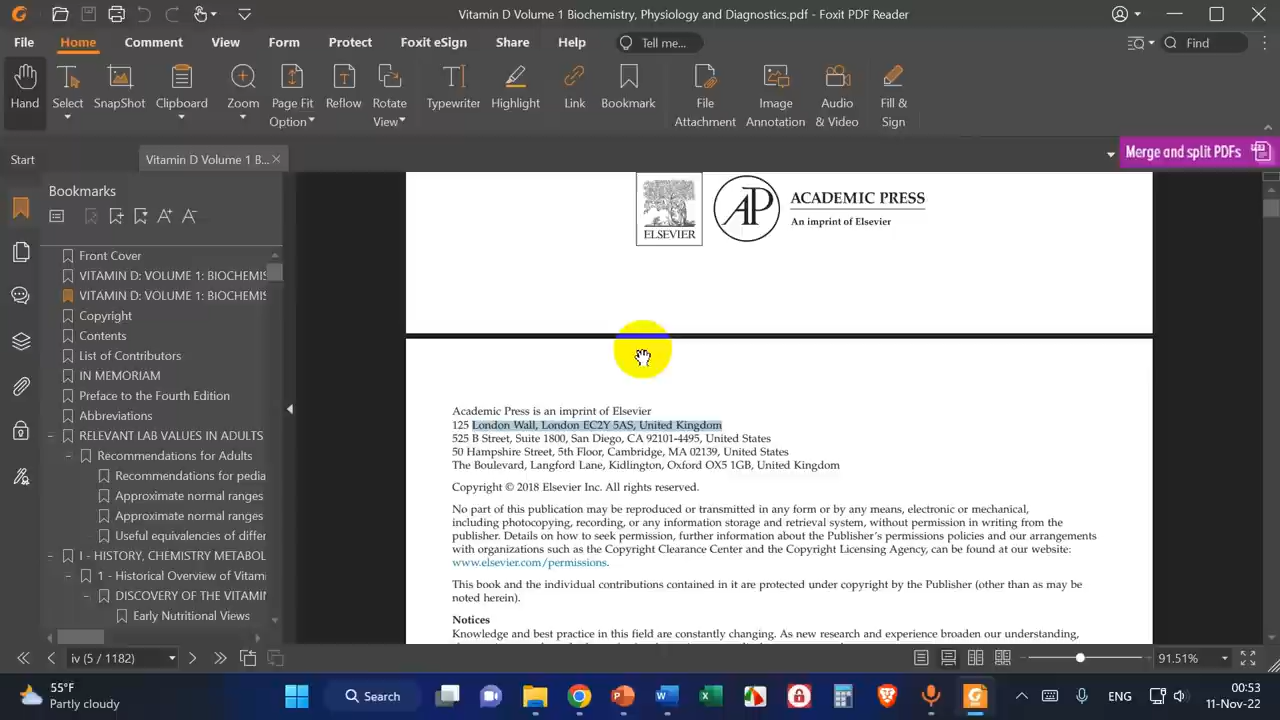 Vitamin D Volume 1 Biochemistry, Physiology and Diagnostics.pdf - Foxit PDF Reader
File Home Comment View Form Protect Foxit eSign Share Help Tell me... Find
Hand Select SnapShot Clipboard Zoom Page Fit Option Reflow Rotate View Typewriter Highlight Link Bookmark File Attachment Image Annotation Audio & Video Fill & Sign
Start Vitamin D Volume 1 B... Merge and split PDFs
Bookmarks
Front Cover
VITAMIN D: VOLUME 1: BIOCHEMIS
VITAMIN D: VOLUME 1: BIOCHEMIS
Copyright
Contents
List of Contributors
IN MEMORIAM
Preface to the Fourth Edition
Abbreviations
RELEVANT LAB VALUES IN ADULTS
Recommendations for Adults
Recommendations for pedia
Approximate normal ranges
Approximate normal ranges
Useful equivalencies of differ
I - HISTORY, CHEMISTRY METABOL
1 - Historical Overview of Vitam
DISCOVERY OF THE VITAMIN
Early Nutritional Views
ELSEVIER
AP
ACADEMIC PRESS
An imprint of Elsevier
Academic Press is an imprint of Elsevier
125 London Wall, London EC2Y 5AS, United Kingdom
525 B Street, Suite 1800, San Diego, CA 92101-4495, United States
50 Hampshire Street, 5th Floor, Cambridge, MA 02139, United States
The Boulevard, Langford Lane, Kidlington, Oxford OX5 1GB, United Kingdom
Copyright © 2018 Elsevier Inc. All rights reserved.
No part of this publication may be reproduced or transmitted in any form or by any means, electronic or mechanical,
including photocopying, recording, or any information storage and retrieval system, without permission in writing from the
publisher. Details on how to seek permission, further information about the Publisher's permissions policies and our arrangements
with organizations such as the Copyright Clearance Center and the Copyright Licensing Agency, can be found at our website:
www.elsevier.com/permissions.
This book and the individual contributions contained in it are protected under copyright by the Publisher (other than as may be
noted herein).
Notices
Knowledge and best practice in this field are constantly changing. As new research and experience broaden our understanding,
iv (5 / 1182) 91.51%
55°F
Partly cloudy
Search
ENG
00:53
11-Nov-22